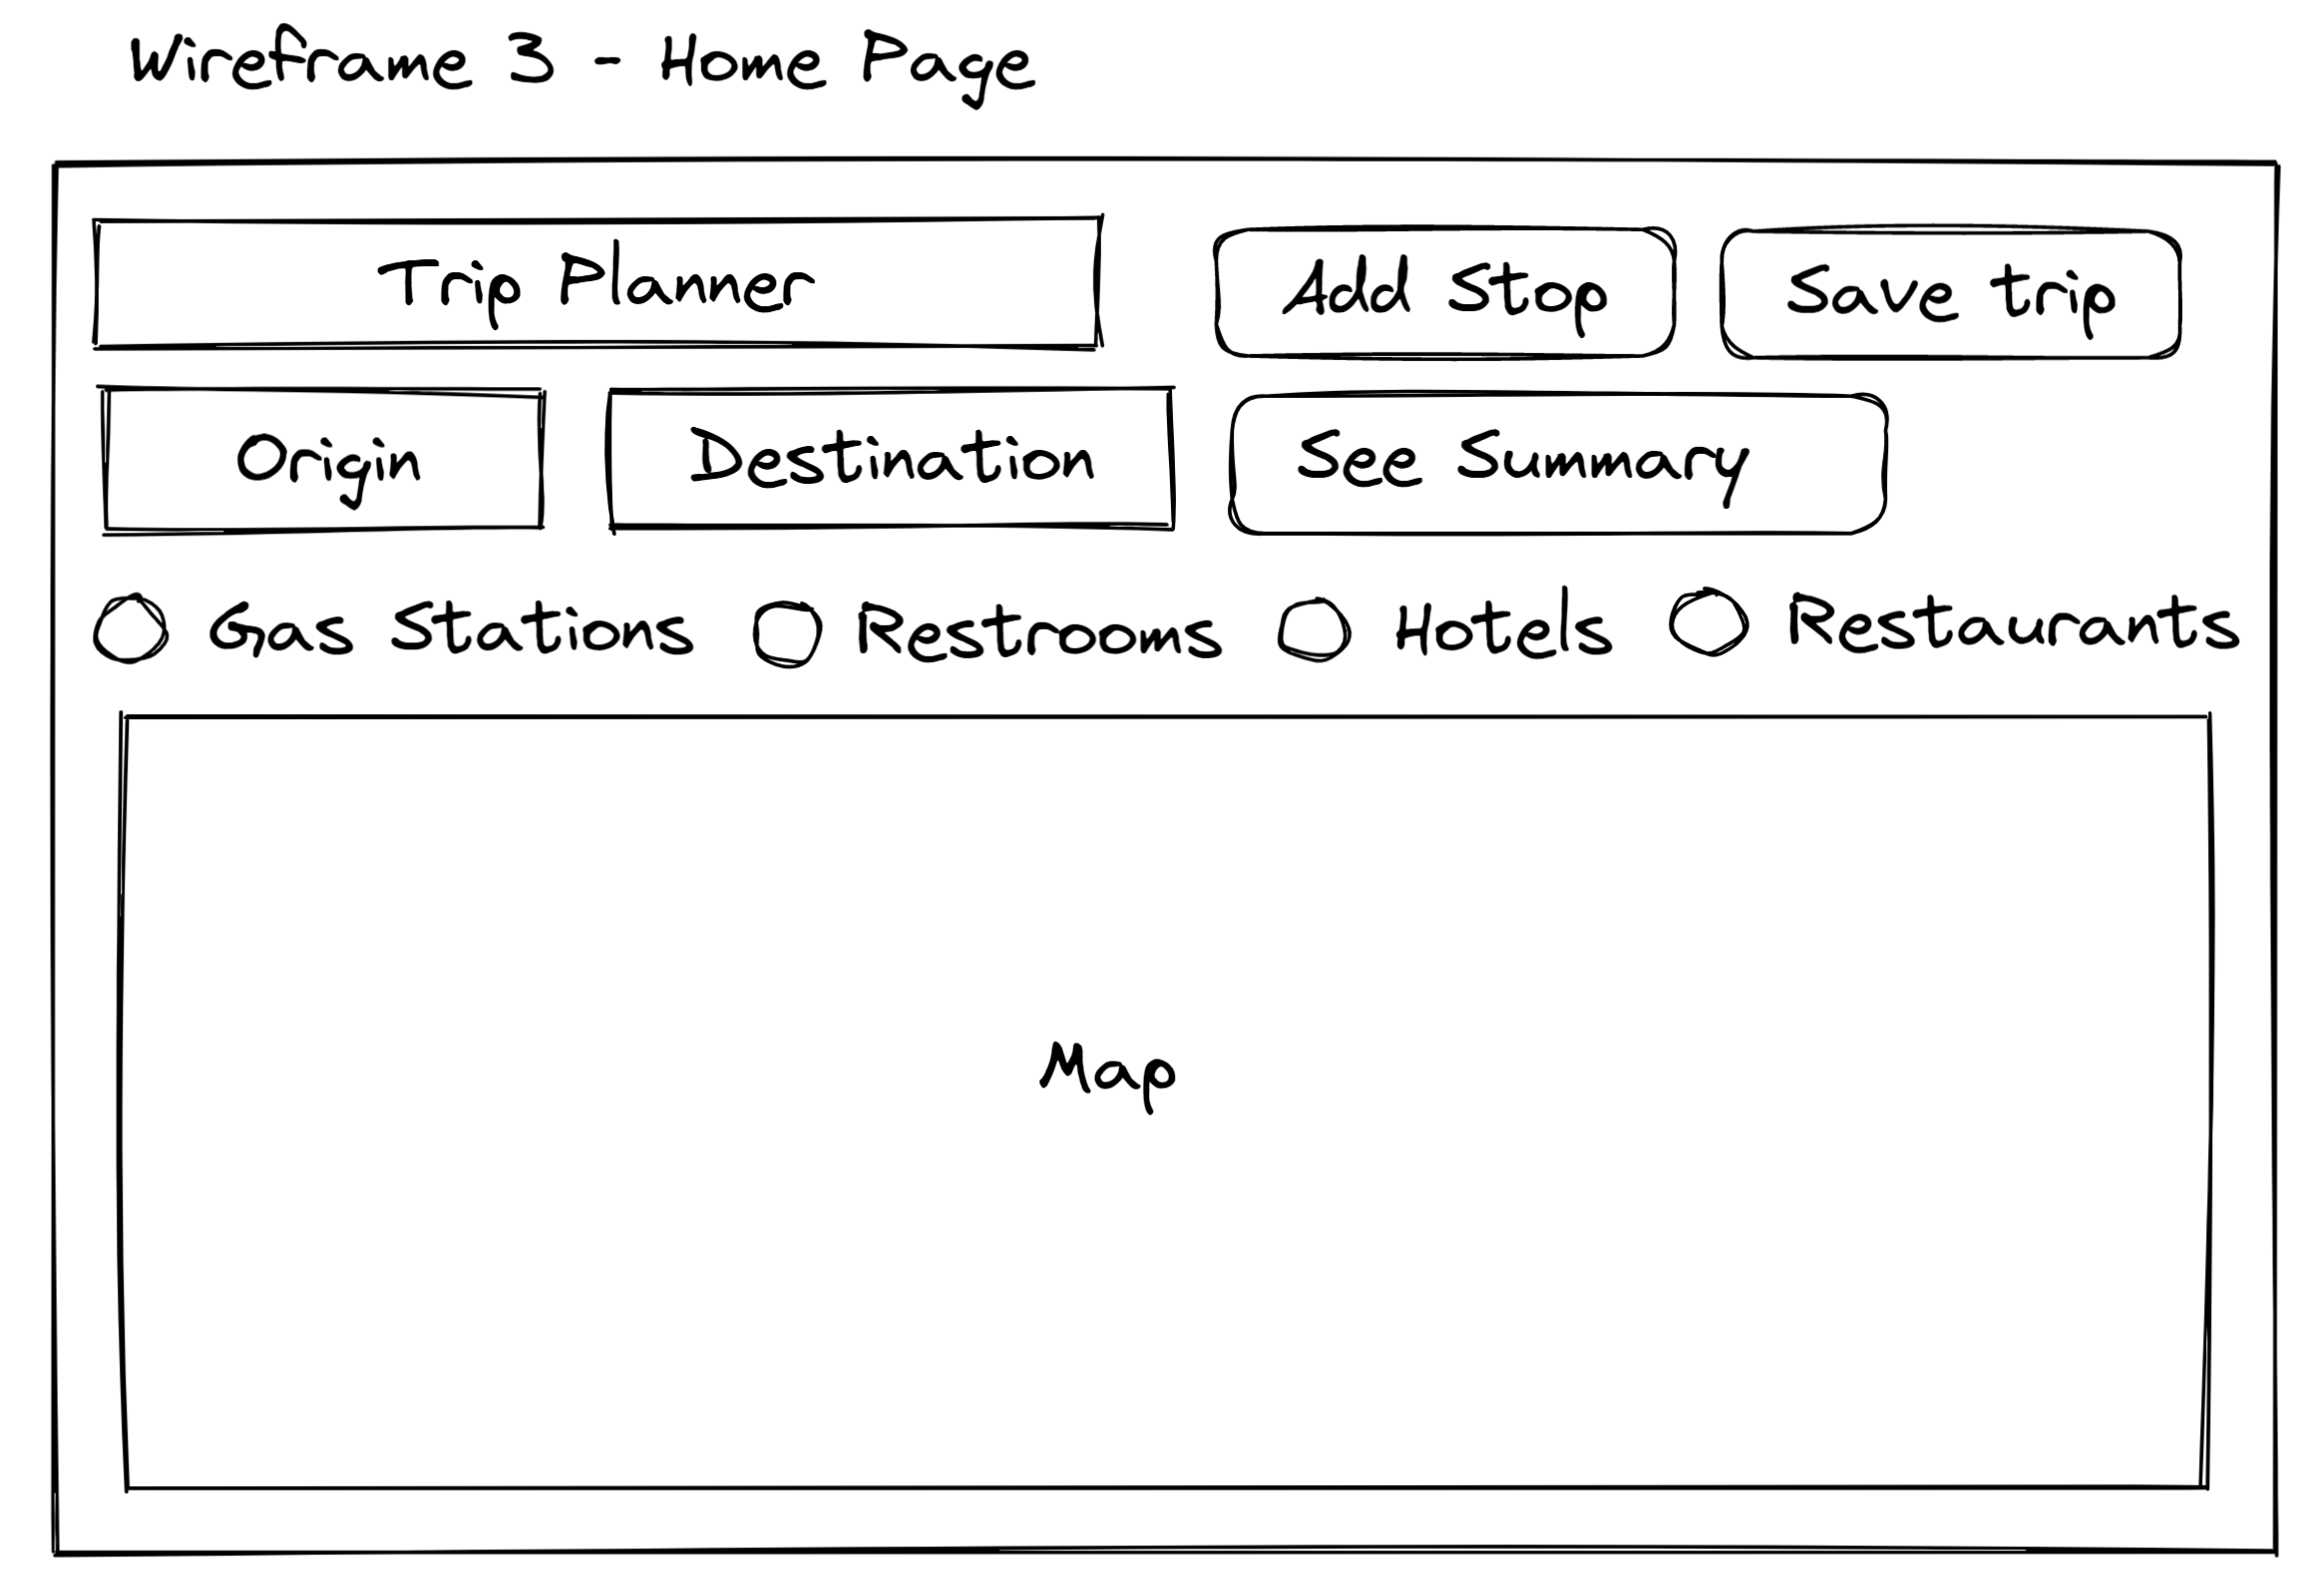 Wireframe 3 - Home Page
Trip Planner
Add Stop
Save trip
Origin
Destination
See Summary
Gas Stations
Restrooms
Hotels
Restaurants
Map